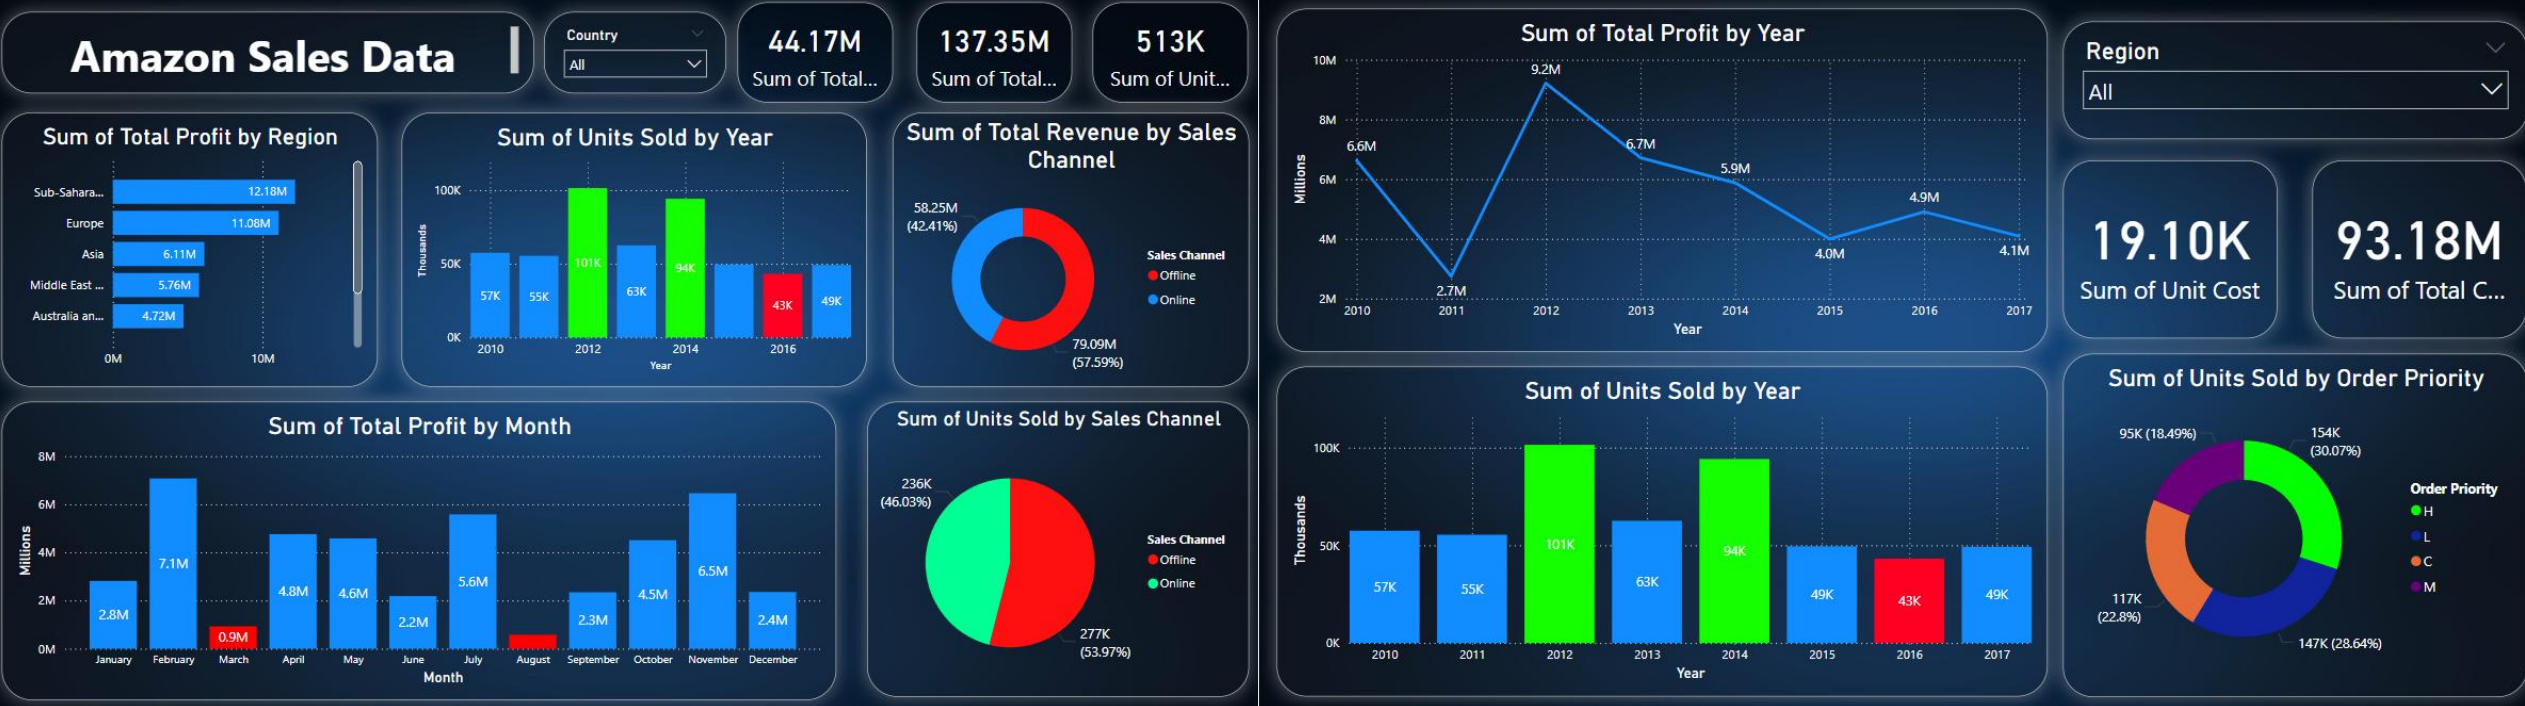 Amazon Sales Data
Country
All
44.17M
Sum of Total...
137.35M
Sum of Total...
513K
Sum of Unit...
Sum of Total Profit by Region
Sub-Sahara...
12.18M
Europe
11.08M
Asia
6.11M
Middle East ...
5.76M
Australia an...
4.72M
0M
10M
Sum of Units Sold by Year
Thousands
100K
50K
0K
57K
55K
101K
63K
94K
43K
49K
2010
2012
2014
2016
Year
Sum of Total Revenue by Sales
Channel
58.25M
(42.41%)
79.09M
(57.59%)
Sales Channel
Offline
Online
Sum of Total Profit by Month
Millions
8M
6M
4M
2M
0M
2.8M
7.1M
0.9M
4.8M
4.6M
2.2M
5.6M
2.3M
4.5M
6.5M
2.4M
January
February
March
April
May
June
July
August
September
October
November
December
Month
Sum of Units Sold by Sales Channel
236K
(46.03%)
277K
(53.97%)
Sales Channel
Offline
Online
Sum of Total Profit by Year
Millions
10M
8M
6M
4M
2M
6.6M
2.7M
9.2M
6.7M
5.9M
4.0M
4.9M
4.1M
2010
2011
2012
2013
2014
2015
2016
2017
Year
Region
All
19.10K
Sum of Unit Cost
93.18M
Sum of Total C...
Sum of Units Sold by Year
Thousands
100K
50K
0K
57K
55K
101K
63K
94K
49K
43K
49K
2010
2011
2012
2013
2014
2015
2016
2017
Year
Sum of Units Sold by Order Priority
95K (18.49%)
154K
(30.07%)
117K
(22.8%)
147K (28.64%)
Order Priority
H
L
C
M